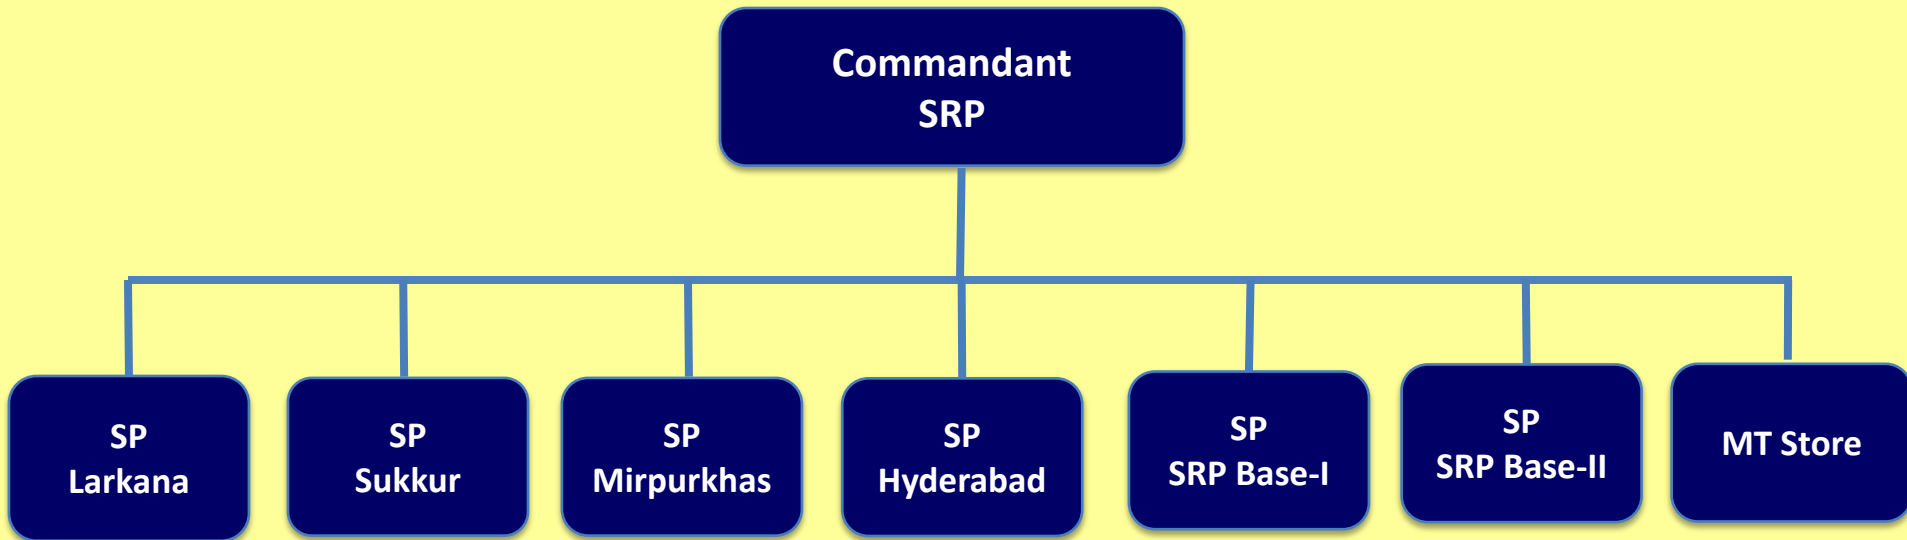 Commandant
SRP
SP
Larkana
SP
Sukkur
SP
Mirpurkhas
SP
Hyderabad
SP
SRP Base-I
SP
SRP Base-II
MT Store